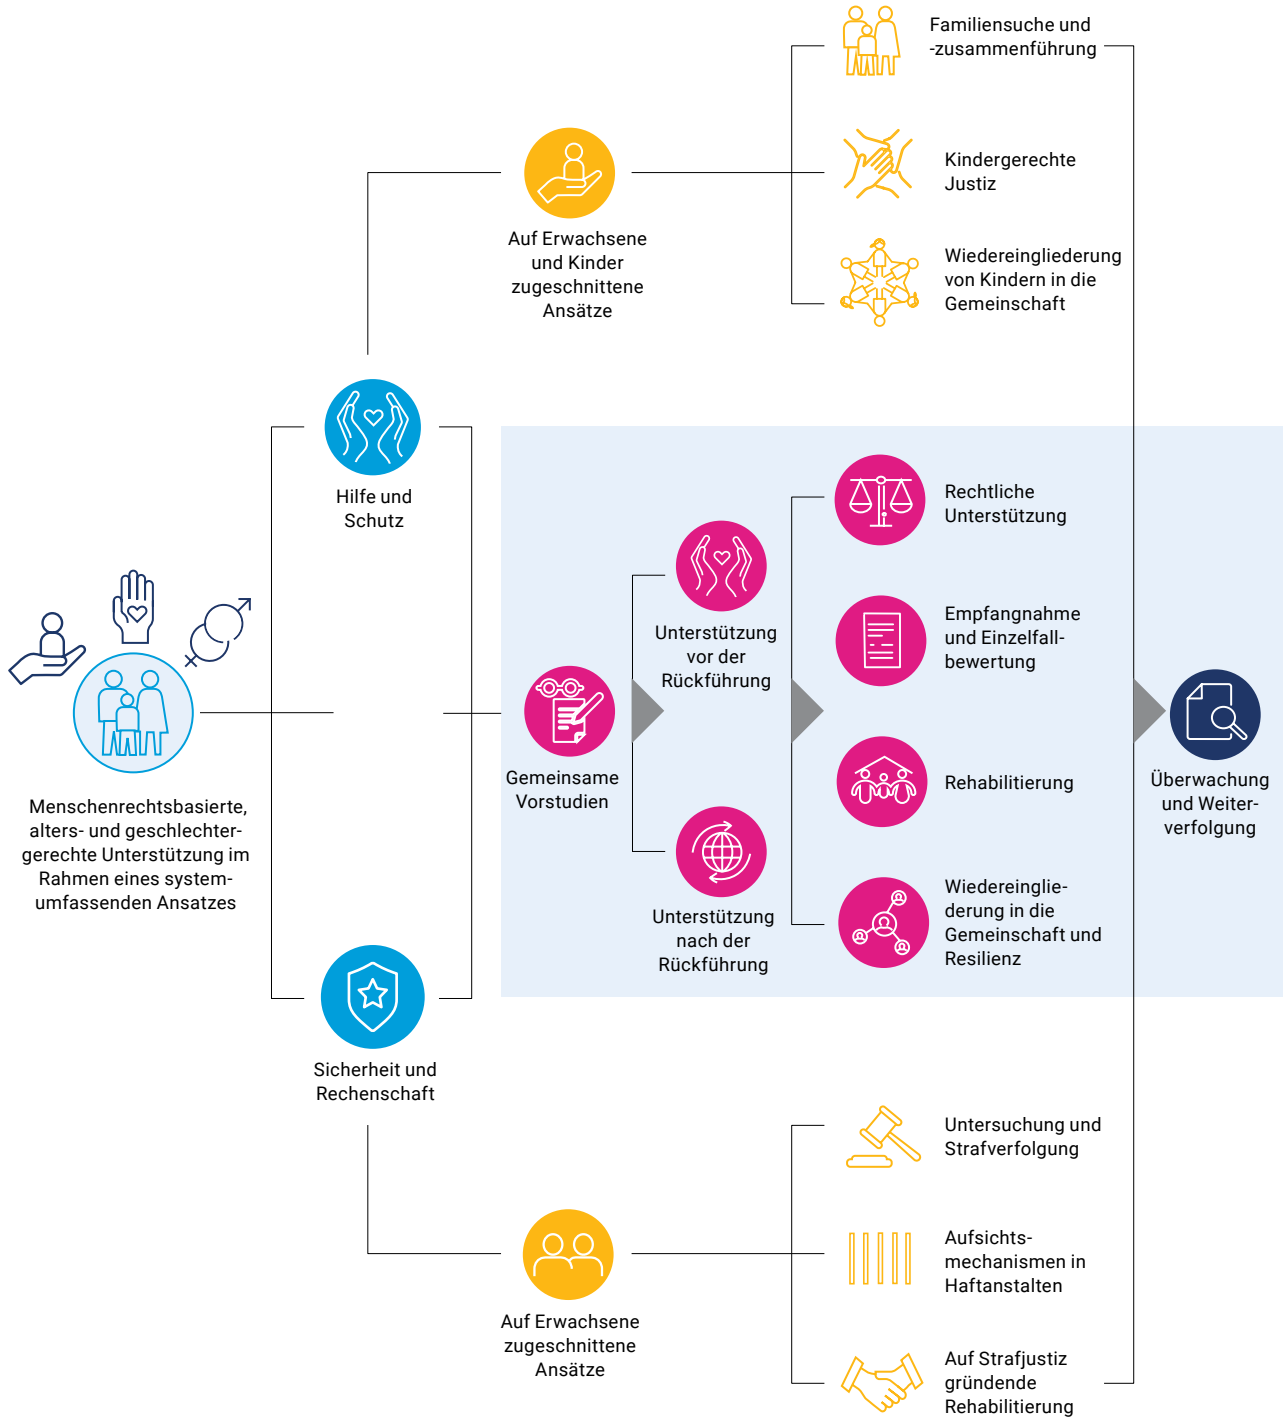 Familiensuche und
-zusammenführung
Kindergerechte
Justiz
Auf Erwachsene
und Kinder
zugeschnittene
Ansätze
Wiedereingliederung
von Kindern in die
Gemeinschaft
Hilfe und
Schutz
Rechtliche
Unterstützung
Unterstützung
vor der
Rückführung
Empfangnahme
und Einzelfall-
bewertung
Gemeinsame
Vorstudien
Rehabilitierung
Überwachung
und Weiter-
verfolgung
Menschenrechtsbasierte,
alters- und geschlechter-
gerechte Unterstützung im
Rahmen eines system-
umfassenden Ansatzes
Unterstützung
nach der
Rückführung
Wiedereinglie-
derung in die
Gemeinschaft und
Resilienz
Sicherheit und
Rechenschaft
Untersuchung und
Strafverfolgung
Aufsichts-
mechanismen in
Haftanstalten
Auf Erwachsene
zugeschnittene
Ansätze
Auf Strafjustiz
gründende
Rehabilitierung